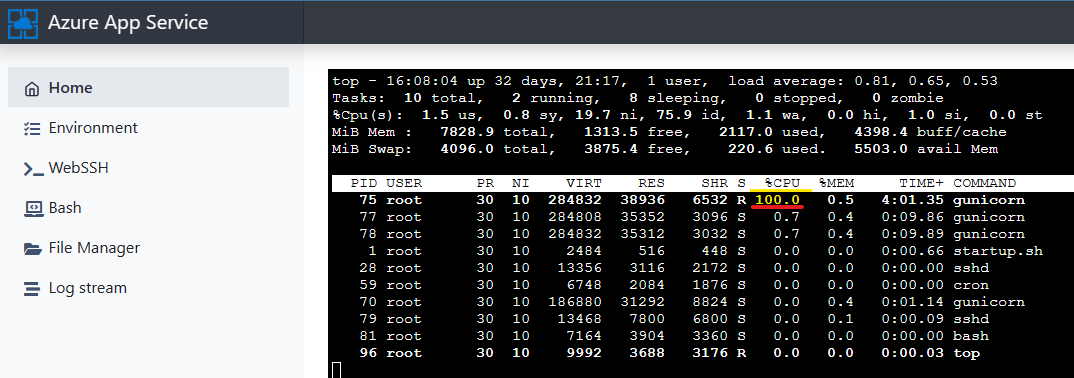 Azure App Service
Home
Environment
WebSSH
Bash
File Manager
Log stream
top - 16:08:04 up 32 days, 21:17,  1 user,  load average: 0.81, 0.65, 0.53
Tasks:  10 total,   2 running,   8 sleeping,   0 stopped,   0 zombie
%Cpu(s):  1.5 us,  0.8 sy, 19.7 ni, 75.9 id,  1.1 wa,  0.0 hi,  1.0 si,  0.0 st
MiB Mem :   7828.9 total,   1313.5 free,   2117.0 used,   4398.4 buff/cache
MiB Swap:   4096.0 total,   3875.4 free,    220.6 used.   5503.0 avail Mem
PID USER      PR  NI    VIRT    RES    SHR S  %CPU  %MEM     TIME+ COMMAND
75 root      30  10  284832  38936   6532 R 100.0   0.5   4:01.35 gunicorn
77 root      30  10  284808  35352   3096 S   0.7   0.4   0:09.86 gunicorn
78 root      30  10  284832  35312   3032 S   0.7   0.4   0:09.89 gunicorn
1 root      30  10    2484    516    448 S   0.0   0.0   0:00.66 startup.sh
28 root      30  10   13356   3116   2172 S   0.0   0.0   0:00.00 sshd
59 root      30  10    6748   2084   1876 S   0.0   0.0   0:00.00 cron
70 root      30  10  186880  31292   8824 S   0.0   0.4   0:01.14 gunicorn
79 root      30  10   13468   7800   6800 S   0.0   0.1   0:00.09 sshd
81 root      30  10    7164   3904   3360 S   0.0   0.0   0:00.00 bash
96 root      30  10    9992   3688   3176 R   0.0   0.0   0:00.03 top